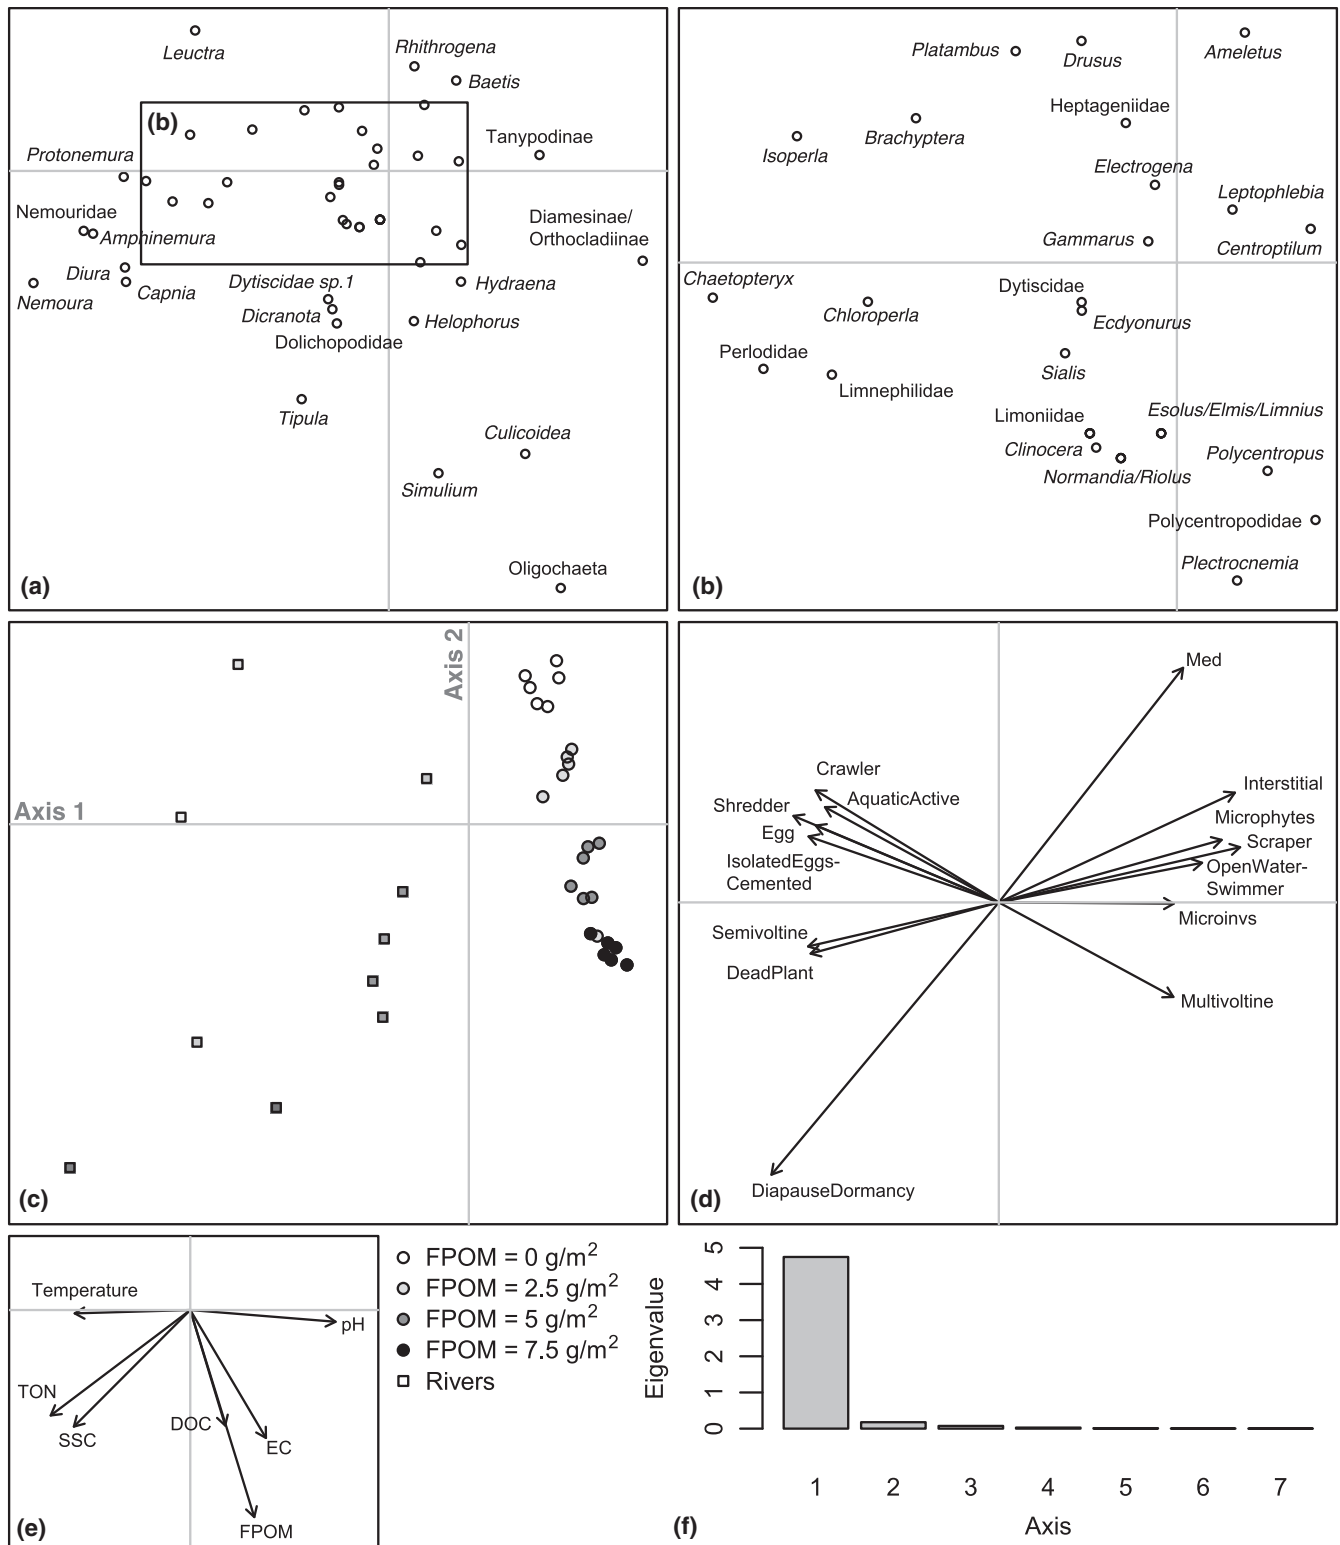 Leuctra
Rhithrogena
Baetis
(b)
Tanypodinae
Protonemura
Nemouridae
Amphinemura
Diamesinae/
Orthocladiinae
Diura
Capnia
Nemoura
Dytiscidae sp.1
Hydraena
Dicranota
Helophorus
Dolichopodidae
Tipula
Culicoidea
Simulium
Oligochaeta
(a)
Platambus
Drusus
Ameletus
Heptageniidae
Brachyptera
Isoperla
Electrogena
Leptophlebia
Gammarus
Centroptilum
Chaetopteryx
Dytiscidae
Chloroperla
Ecdyonurus
Perlodidae
Sialis
Limnephilidae
Limoniidae
Esolus/Elmis/Limnius
Clinocera
Polycentropus
Normandia/Riolus
Polycentropodidae
Plectrocnemia
(b)
Axis 2
Axis 1
(c)
Med
Crawler
Interstitial
Shredder
AquaticActive
Microphytes
Egg
Scraper
IsolatedEggs-
Cemented
OpenWater-
Swimmer
Microinvs
Semivoltine
DeadPlant
Multivoltine
DiapauseDormancy
(d)
Temperature
pH
TON
SSC
DOC
EC
FPOM
(e)
FPOM = 0 g/m²
FPOM = 2.5 g/m²
FPOM = 5 g/m²
FPOM = 7.5 g/m²
Rivers
Eigenvalue
5
4
3
2
1
0
1 2 3 4 5 6 7
Axis
(f)